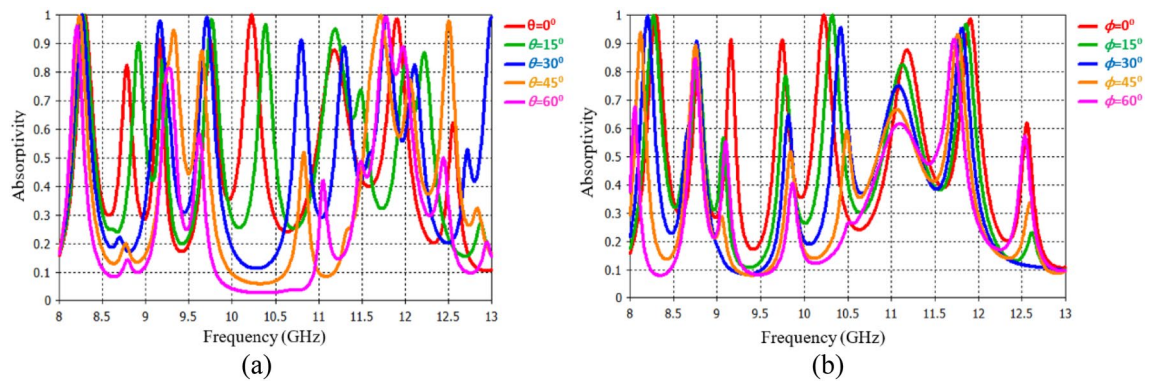 1
0.9
0.8
0.7
0.6
0.5
0.4
0.3
0.2
0.1
0
Absorptivity
8 8.5 9 9.5 10 10.5 11 11.5 12 12.5 13
Frequency (GHz)
θ=0⁰
θ=15⁰
θ=30⁰
θ=45⁰
θ=60⁰
(a)
1
0.9
0.8
0.7
0.6
0.5
0.4
0.3
0.2
0.1
0
Absorptivity
8 8.5 9 9.5 10 10.5 11 11.5 12 12.5 13
Frequency (GHz)
ϕ=0⁰
ϕ=15⁰
ϕ=30⁰
ϕ=45⁰
ϕ=60⁰
(b)